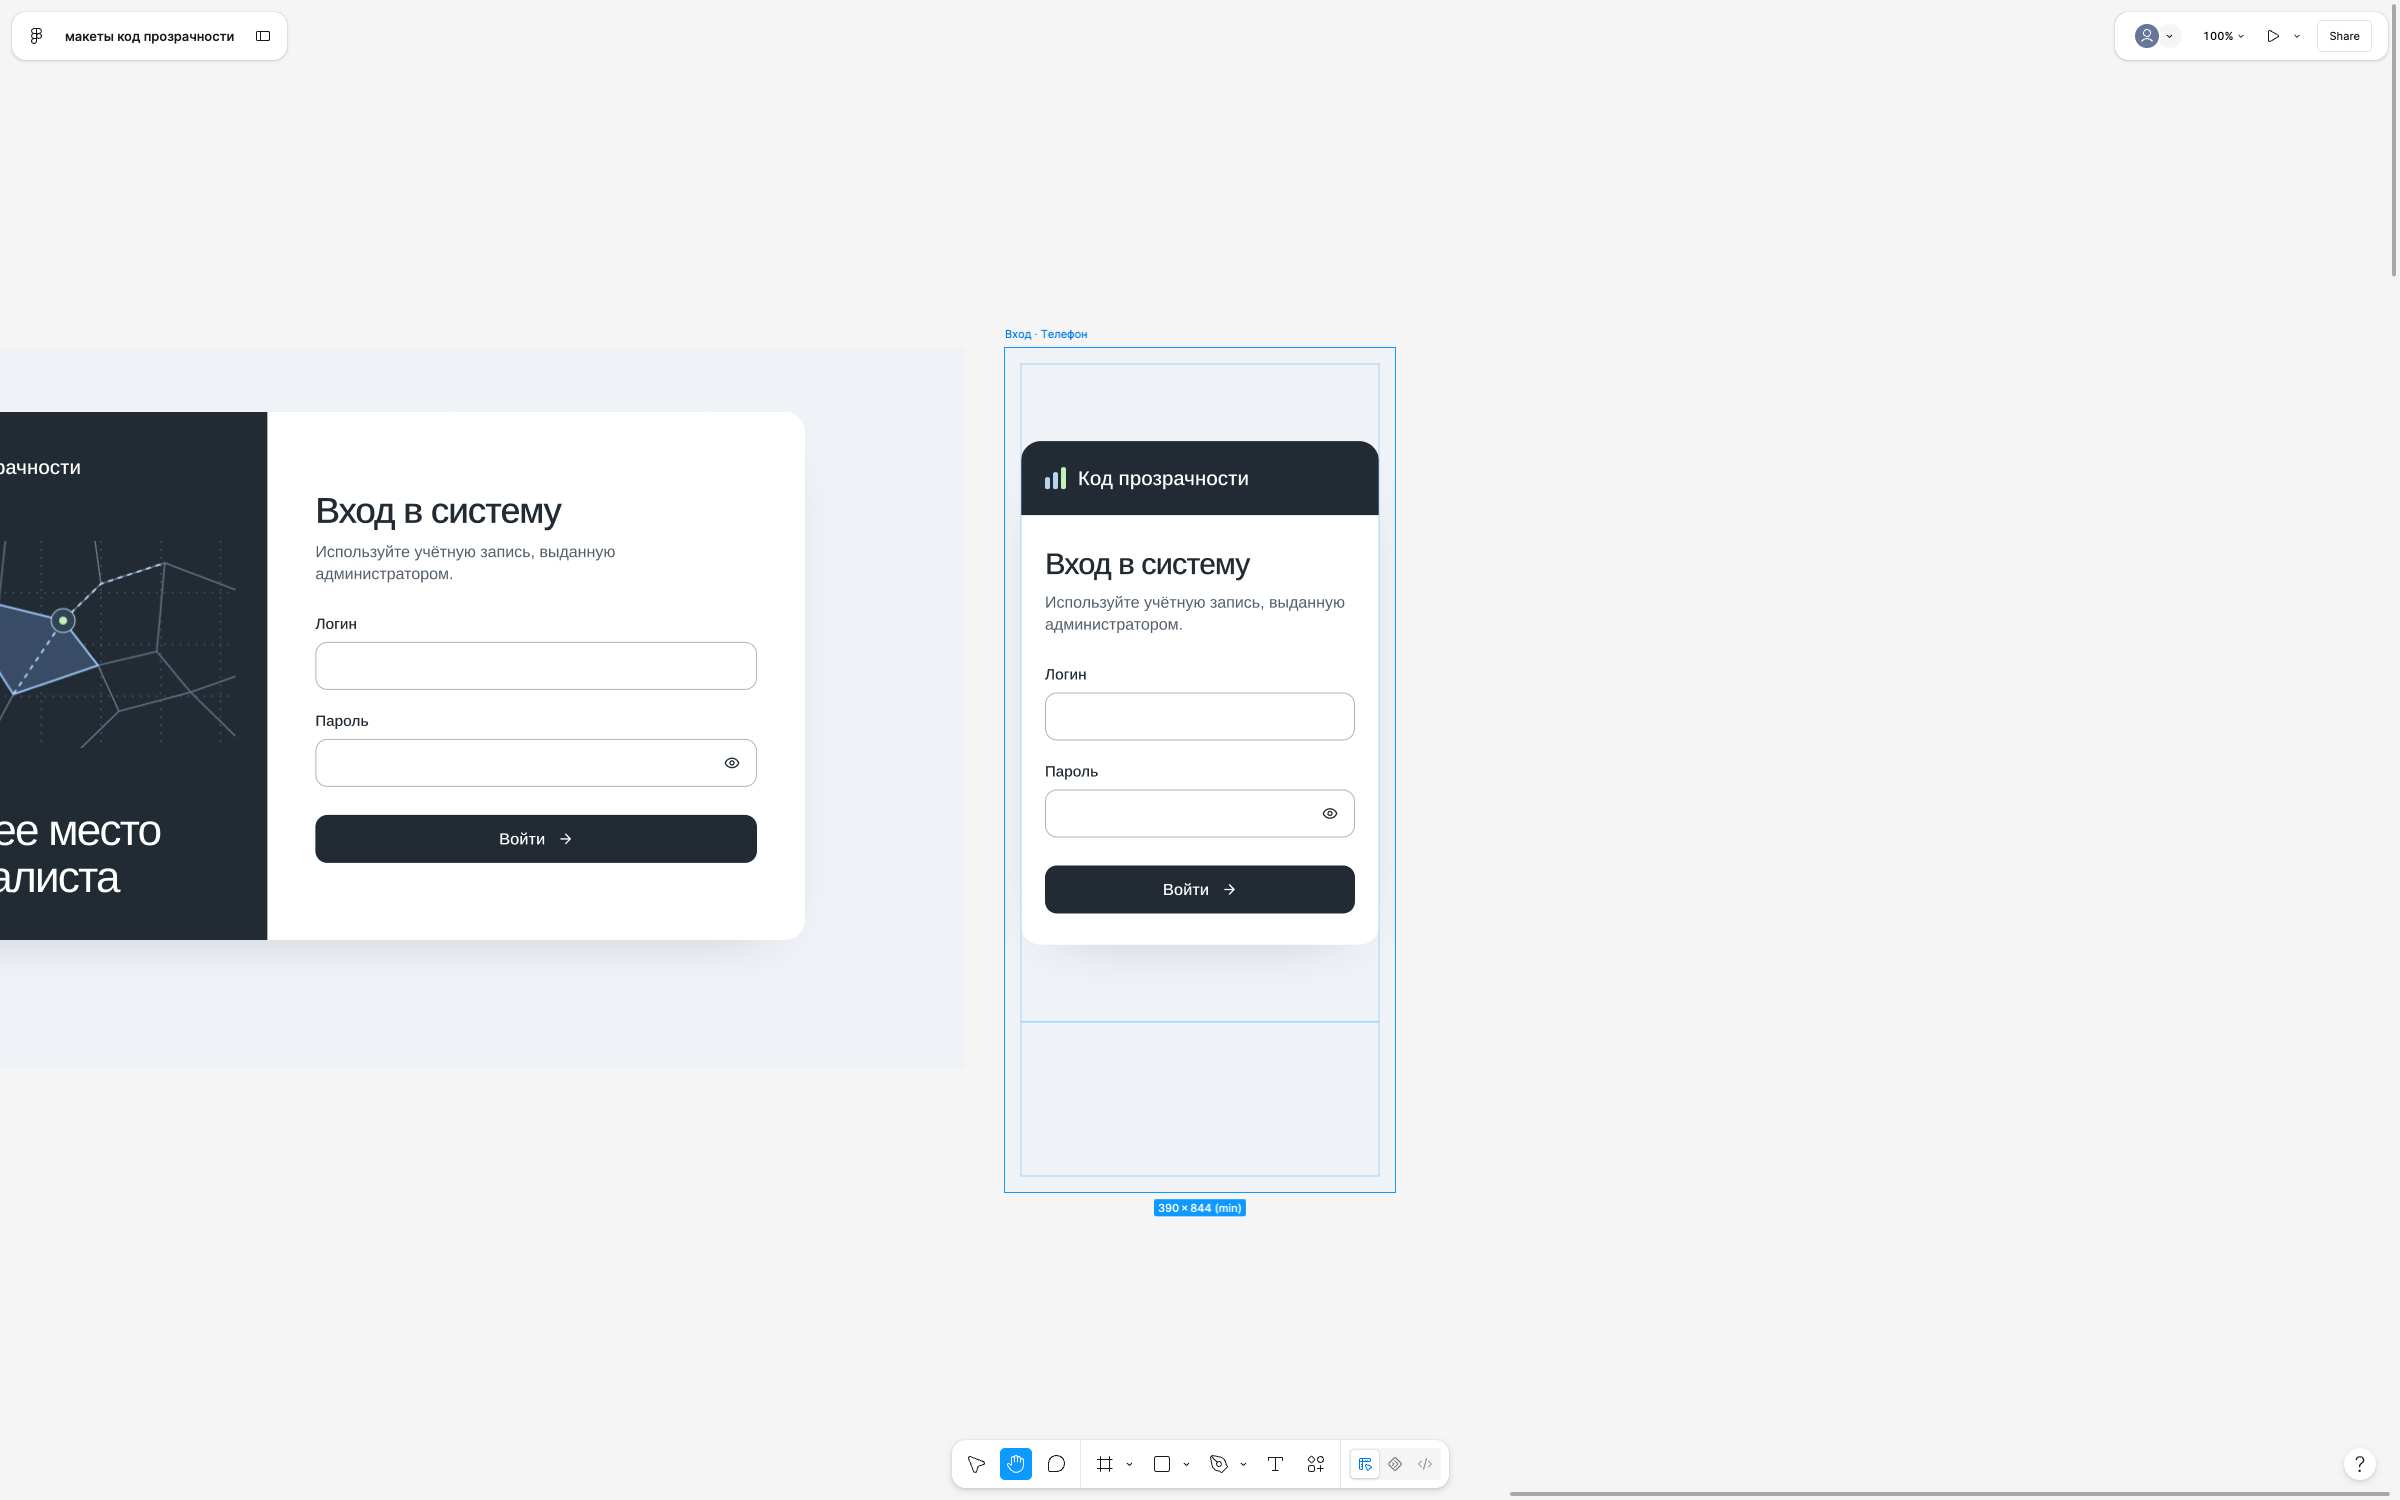 макеты код прозрачности
100%
Share
Вход - Телефон
рачности
ее место
алиста
Вход в систему
Используйте учётную запись, выданную
администратором.
Логин
Пароль
Войти
Код прозрачности
Вход в систему
Используйте учётную запись, выданную
администратором.
Логин
Пароль
Войти
390 × 844 (min)
?